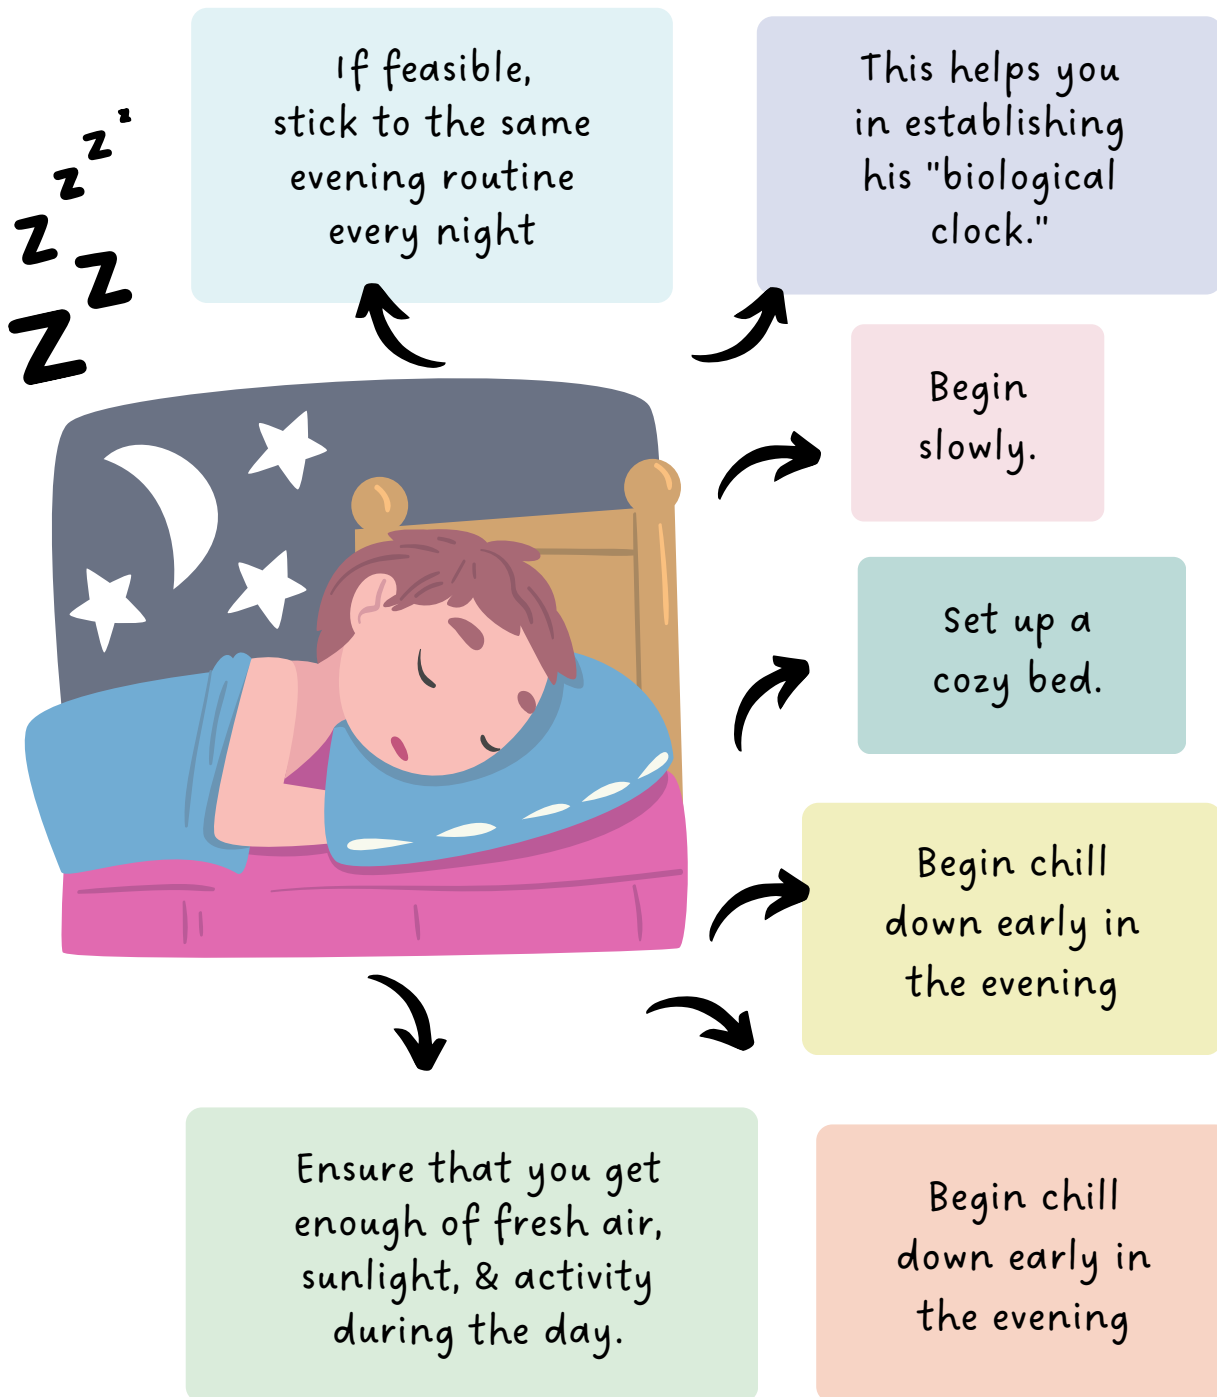 If feasible,
stick to the same
evening routine
every night
This helps you
in establishing
his "biological
clock."
Begin
slowly.
Set up a
cozy bed.
Begin chill
down early in
the evening
Ensure that you get
enough of fresh air,
sunlight, & activity
during the day.
Begin chill
down early in
the evening
z
z
z
z
z
z